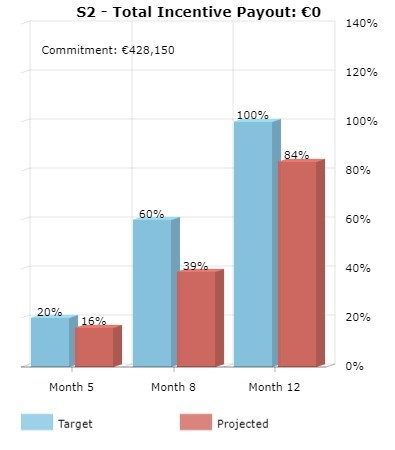 S2 - Total Incentive Payout: €0
140%
Commitment: €428,150
120%
100%
100%
84%
80%
60%
60%
39%
40%
20%
16%
20%
0%
Month 5
Month 8
Month 12
Target
Projected